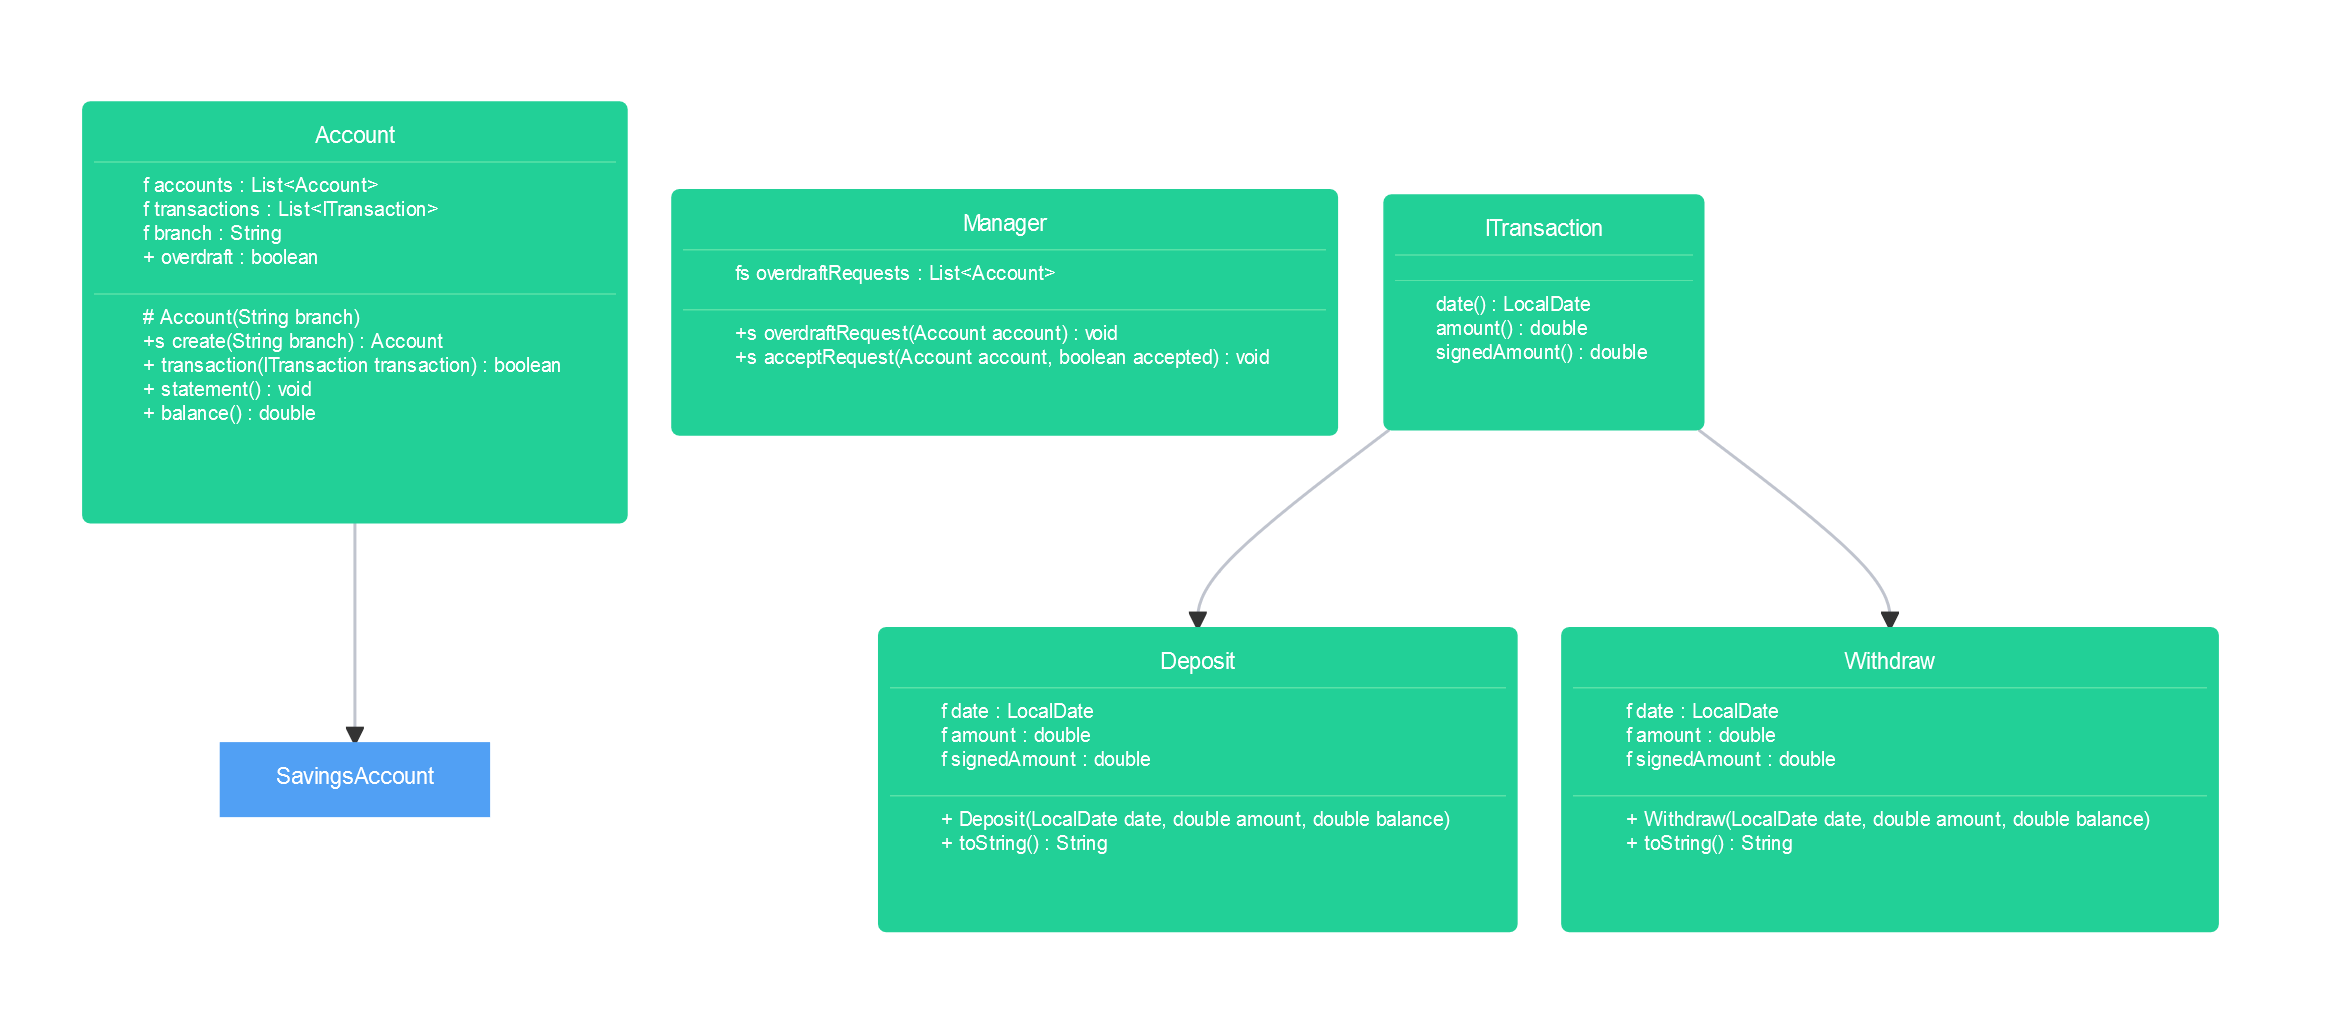 Account
f accounts : List<Account>
f transactions : List<ITransaction>
f branch : String
+ overdraft : boolean
# Account(String branch)
+s create(String branch) : Account
+ transaction(ITransaction transaction) : boolean
+ statement() : void
+ balance() : double
Manager
fs overdraftRequests : List<Account>
+s overdraftRequest(Account account) : void
+s acceptRequest(Account account, boolean accepted) : void
ITransaction
date() : LocalDate
amount() : double
signedAmount() : double
SavingsAccount
Deposit
f date : LocalDate
f amount : double
f signedAmount : double
+ Deposit(LocalDate date, double amount, double balance)
+ toString() : String
Withdraw
f date : LocalDate
f amount : double
f signedAmount : double
+ Withdraw(LocalDate date, double amount, double balance)
+ toString() : String